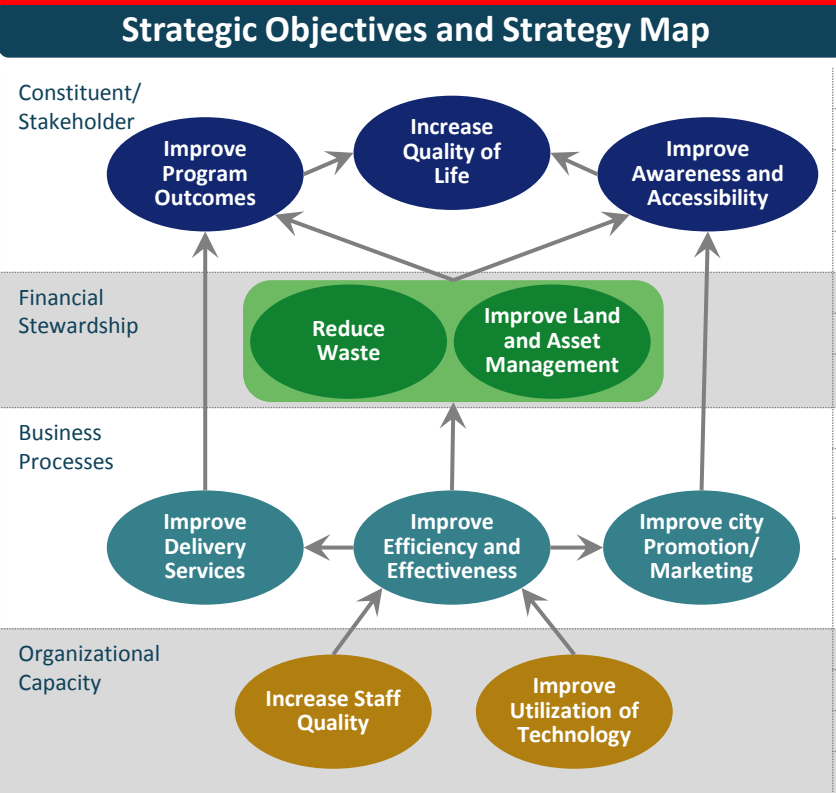 Strategic Objectives and Strategy Map
Constituent/
Stakeholder
Improve
Program
Outcomes
Increase
Quality of
Life
Improve
Awareness and
Accessibility
Financial
Stewardship
Reduce
Waste
Improve Land
and Asset
Management
Business
Processes
Improve
Delivery
Services
Improve
Efficiency and
Effectiveness
Improve city
Promotion/
Marketing
Organizational
Capacity
Increase Staff
Quality
Improve
Utilization of
Technology